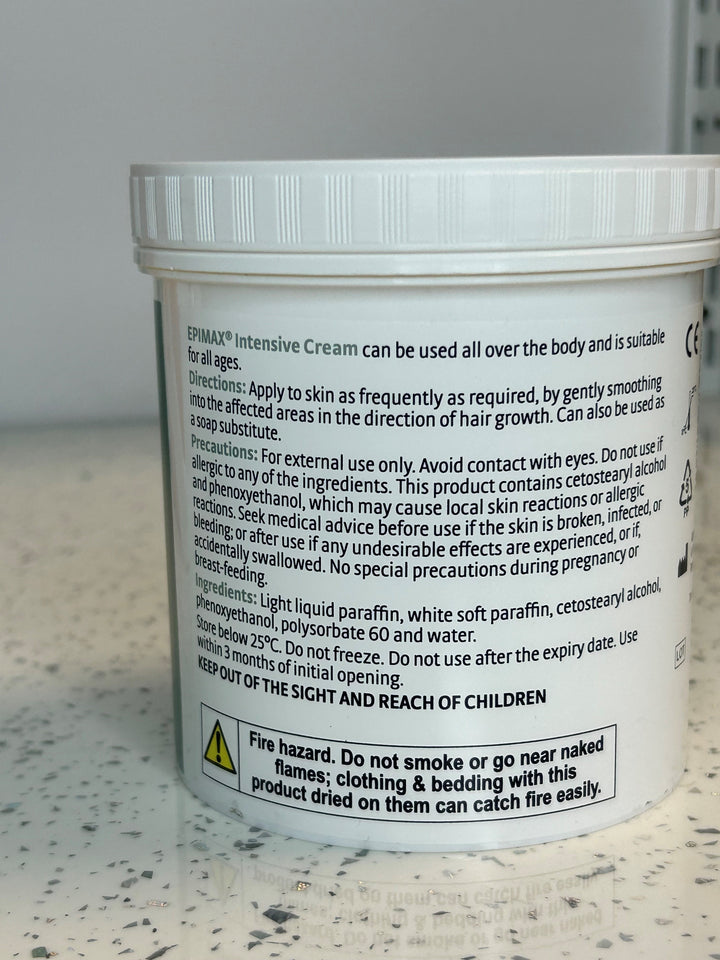 EPIMAX® Intensive Cream can be used all over the body and is suitable
for all ages.
Directions: Apply to skin as frequently as required, by gently smoothing
into the affected areas in the direction of hair growth. Can also be used as
a soap substitute.
Precautions: For external use only. Avoid contact with eyes. Do not use if
allergic to any of the ingredients. This product contains cetostearyl alcohol
and phenoxyethanol, which may cause local skin reactions or allergic
reactions. Seek medical advice before use if the skin is broken, infected, or
bleeding; or after use if any undesirable effects are experienced, or if,
accidentally swallowed. No special precautions during pregnancy or
breast-feeding.
Ingredients: Light liquid paraffin, white soft paraffin, cetostearyl alcohol,
phenoxyethanol, polysorbate 60 and water.
Store below 25°C. Do not freeze. Do not use after the expiry date. Use
within 3 months of initial opening.
KEEP OUT OF THE SIGHT AND REACH OF CHILDREN
Fire hazard. Do not smoke or go near naked
flames; clothing & bedding with this
product dried on them can catch fire easily.
CE
5
PP
LOT